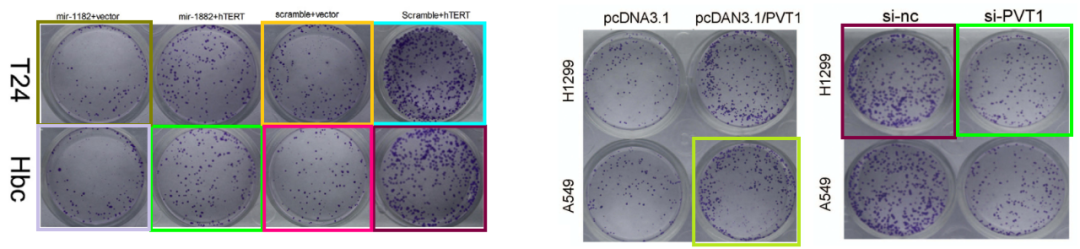 mir-1182+vector mir-1882+hTERT scramble+vector Scramble+hTERT
T24
Hbc
pcDNA3.1 pcDAN3.1/PVT1
H1299
A549
si-nc si-PVT1
H1299
A549